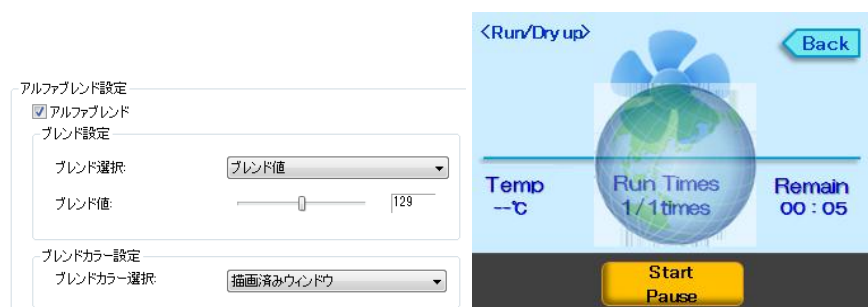 アルファブレンド設定
アルファブレンド
ブレンド設定
ブレンド選択:
ブレンド値
ブレンド値:
129
ブレンドカラー設定
ブレンドカラー選択:
描画済みウィンドウ
<Run/Dry up>
Back
Temp
--℃
Run Times
1/1times
Remain
00:05
Start
Pause